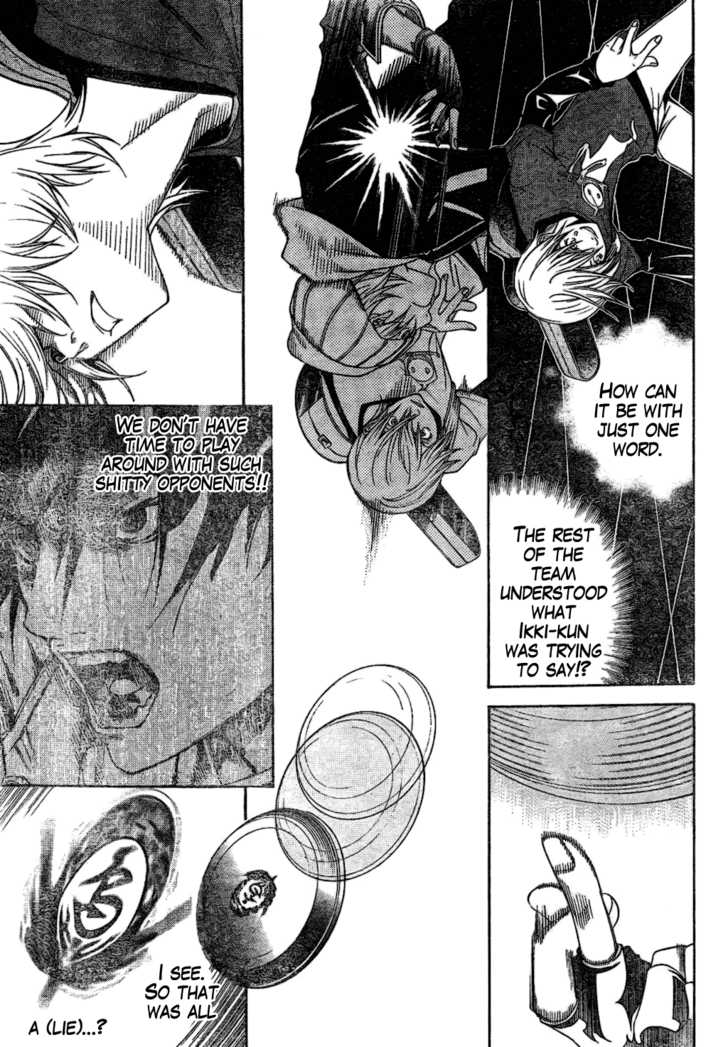 HOW CAN
IT BE WITH
JUST ONE
WORD.
THE REST
OF THE
TEAM
UNDERSTOOD
WHAT
IKKI-KUN
WAS TRYING
TO SAY!?
WE DON'T HAVE
TIME TO PLAY
AROUND WITH SUCH
SHITTY OPPONENTS!!
I SEE.
SO THAT
WAS ALL
A (LIE)...?